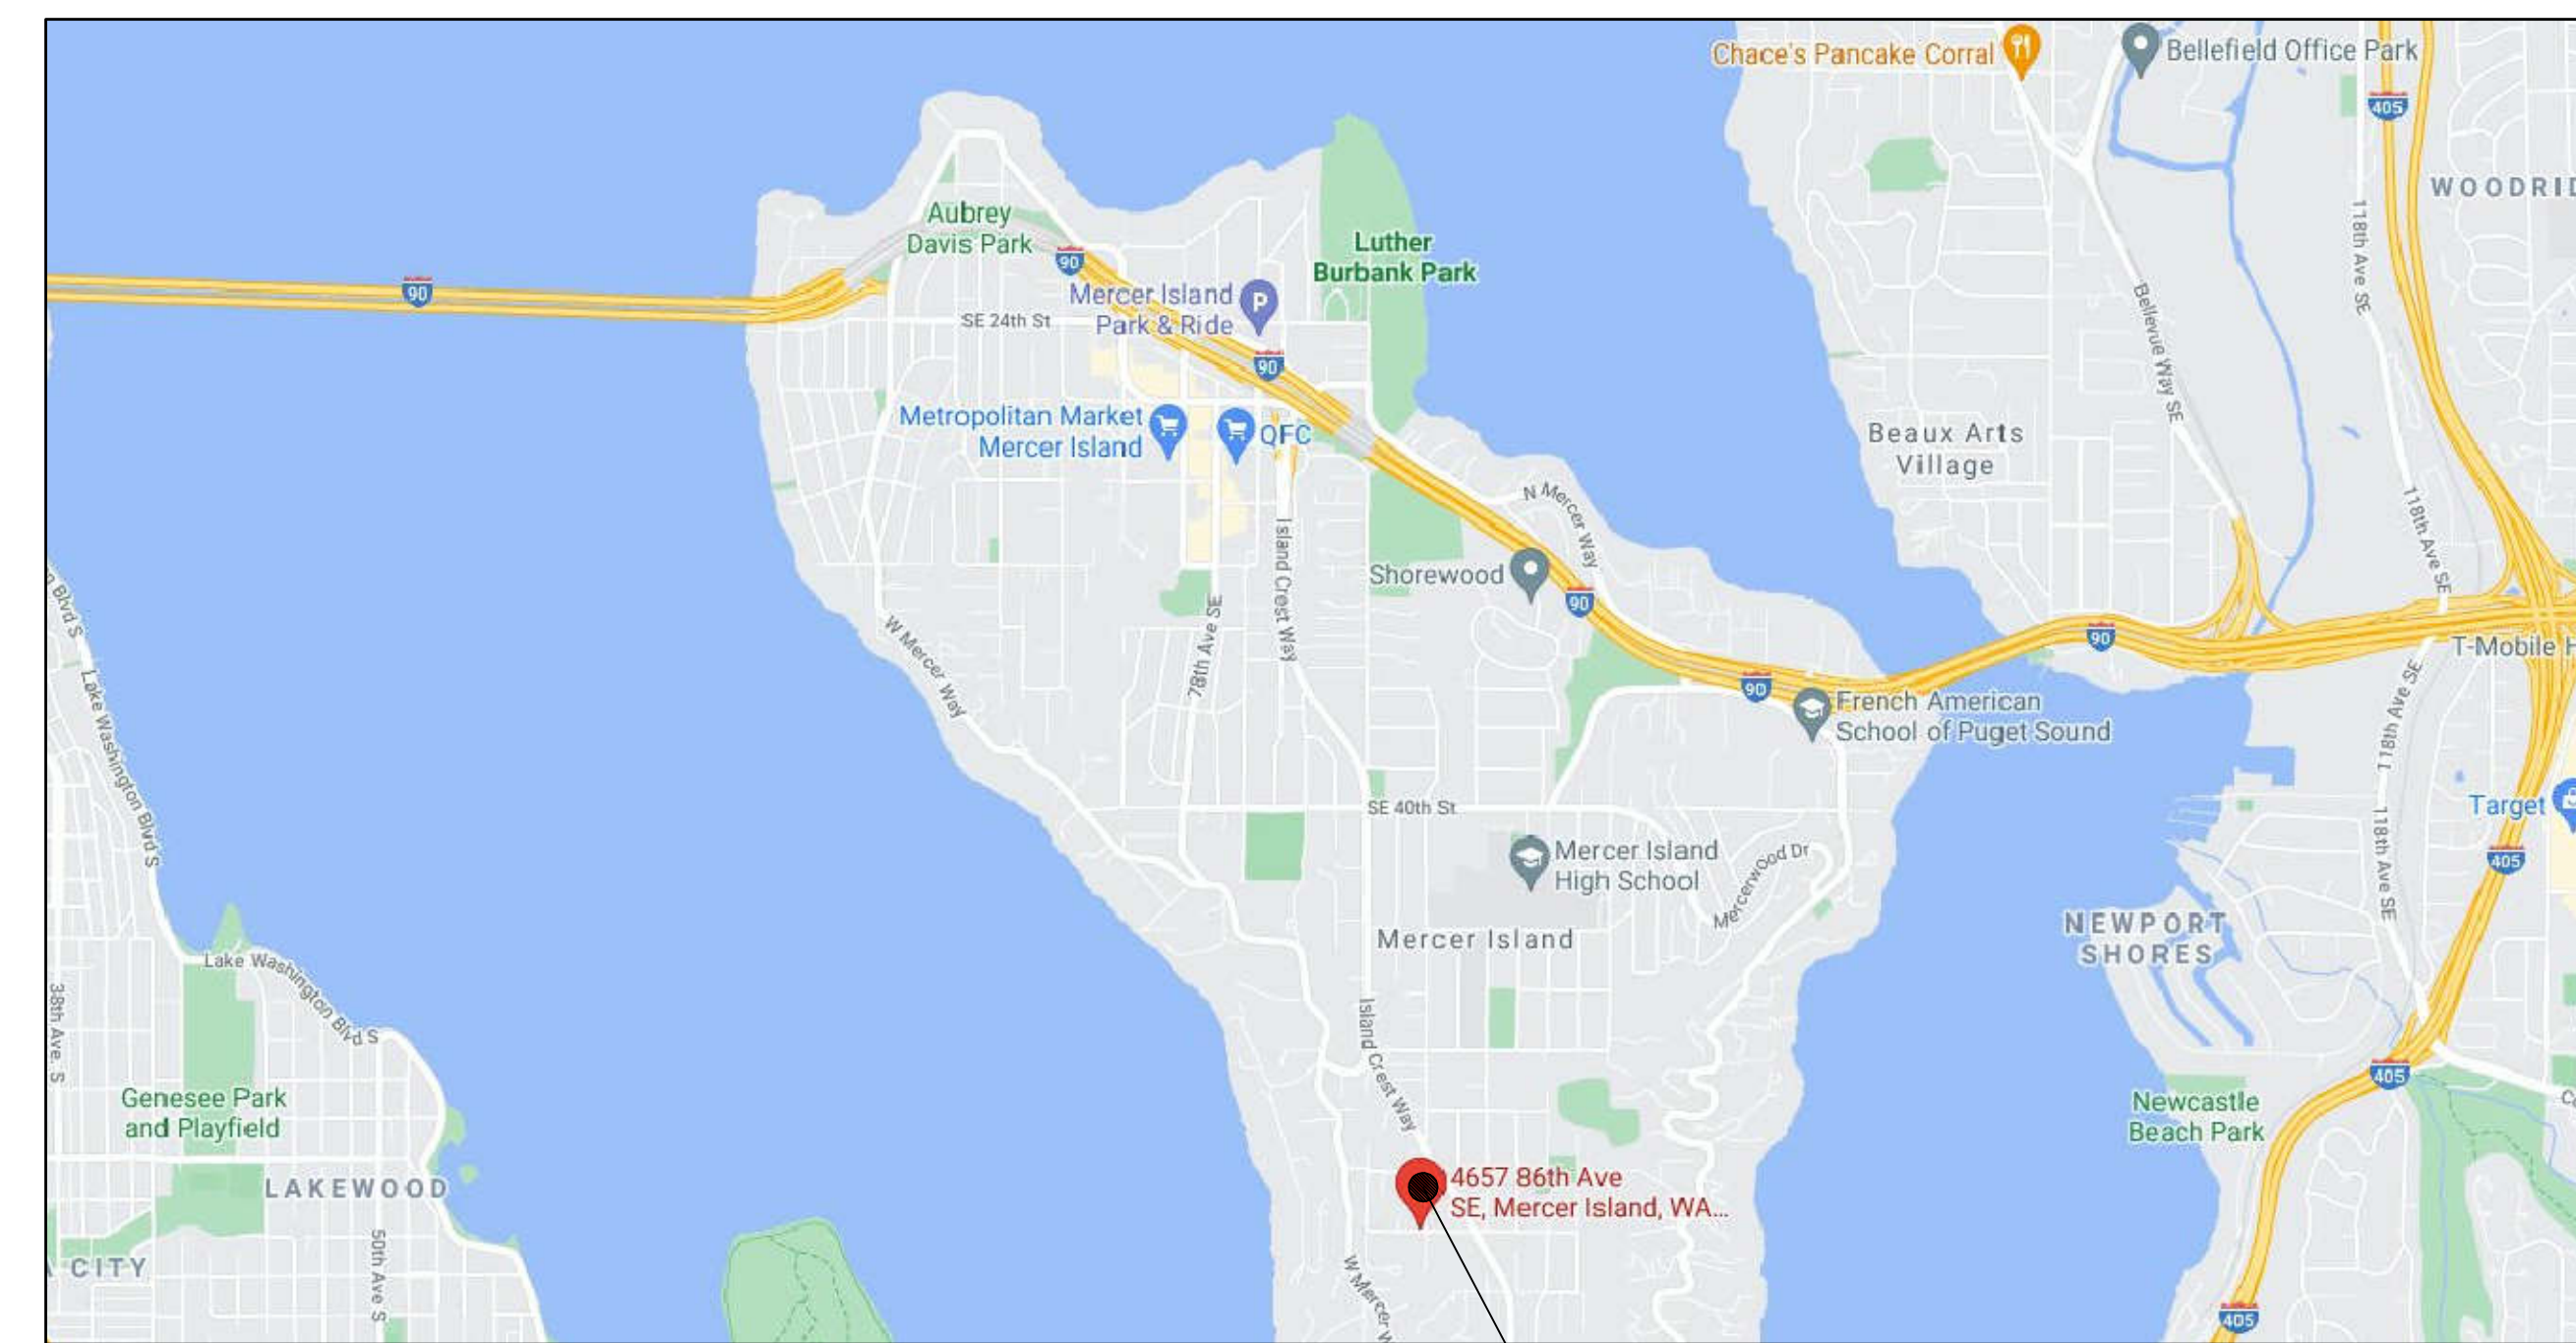 Chace's Pancake Corral
Bellefield Office Park
405
WOODRID
Aubrey
Davis Park
Luther
Burbank Park
118th Ave SE
90
90
Mercer Island
Park & Ride
P
SE 24th St
Bellevue Way SE
90
Metropolitan Market
Mercer Island
QFC
Beaux Arts
Village
N Mercer Way
118th Ave SE
Island Crest Way
Shorewood
90
Blvd S
78th Ave SE
W Mercer Way
90
T-Mobile
90
French American
School of Puget Sound
118th Ave SE
Lake Washington Blvd S
SE 40th St
Target
118th Ave SE
405
Mercer Island
High School
Mercerwood Dr
Mercer Island
NEWPORT
SHORES
Lake Washington Blvd S
38th Ave. S
Island Crest Way
405
Genesee Park
and Playfield
Newcastle
Beach Park
LAKEWOOD
4657 86th Ave
SE, Mercer Island, WA...
50th Ave S
CITY
W Mercer
405